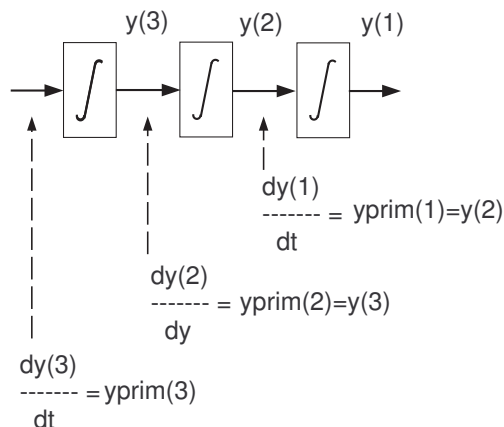 y(3) y(2) y(1)
dy(1)
------- = yprim(1)=y(2)
dt
dy(2)
------- = yprim(2)=y(3)
dy
dy(3)
------- =yprim(3)
dt